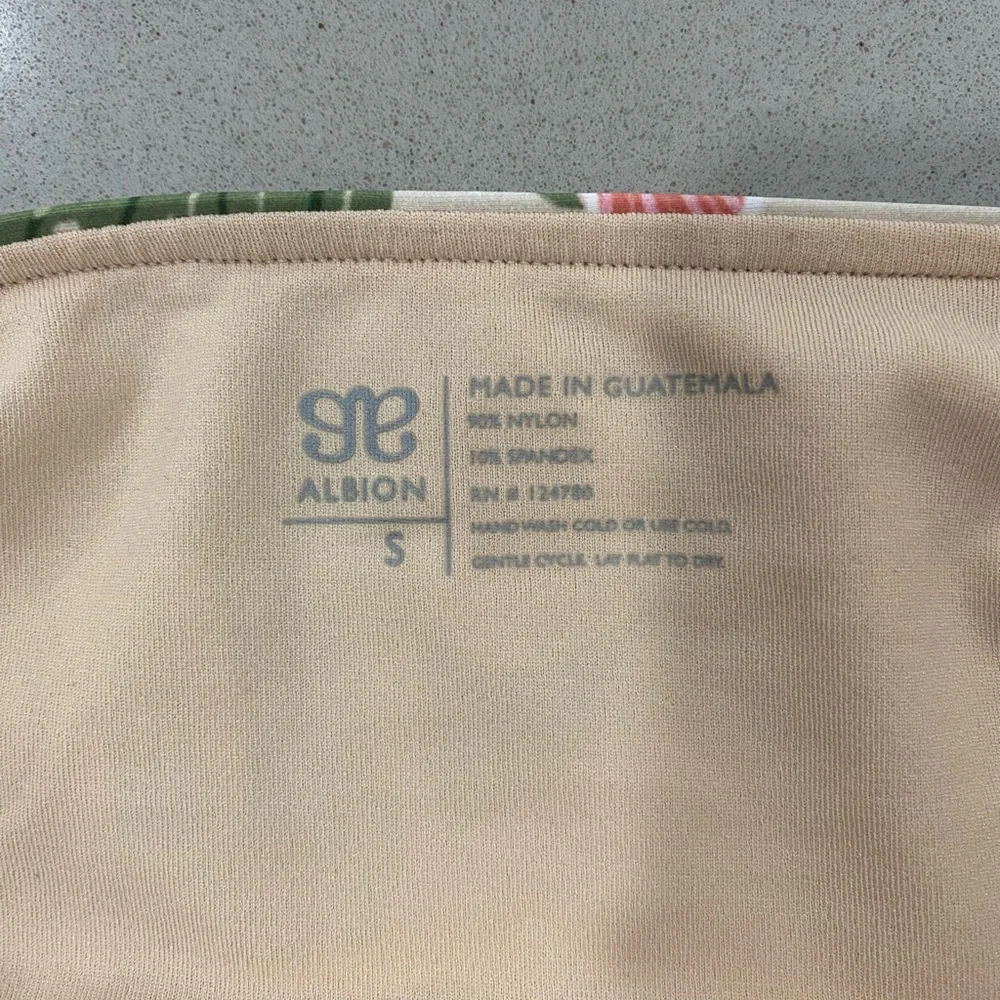 ALBION
S
MADE IN GUATEMALA
90% NYLON
10% SPANDEX
RN # 124780
HAND WASH COLD OR USE COLD,
GENTLE CYCLE. LAY FLAT TO DRY.